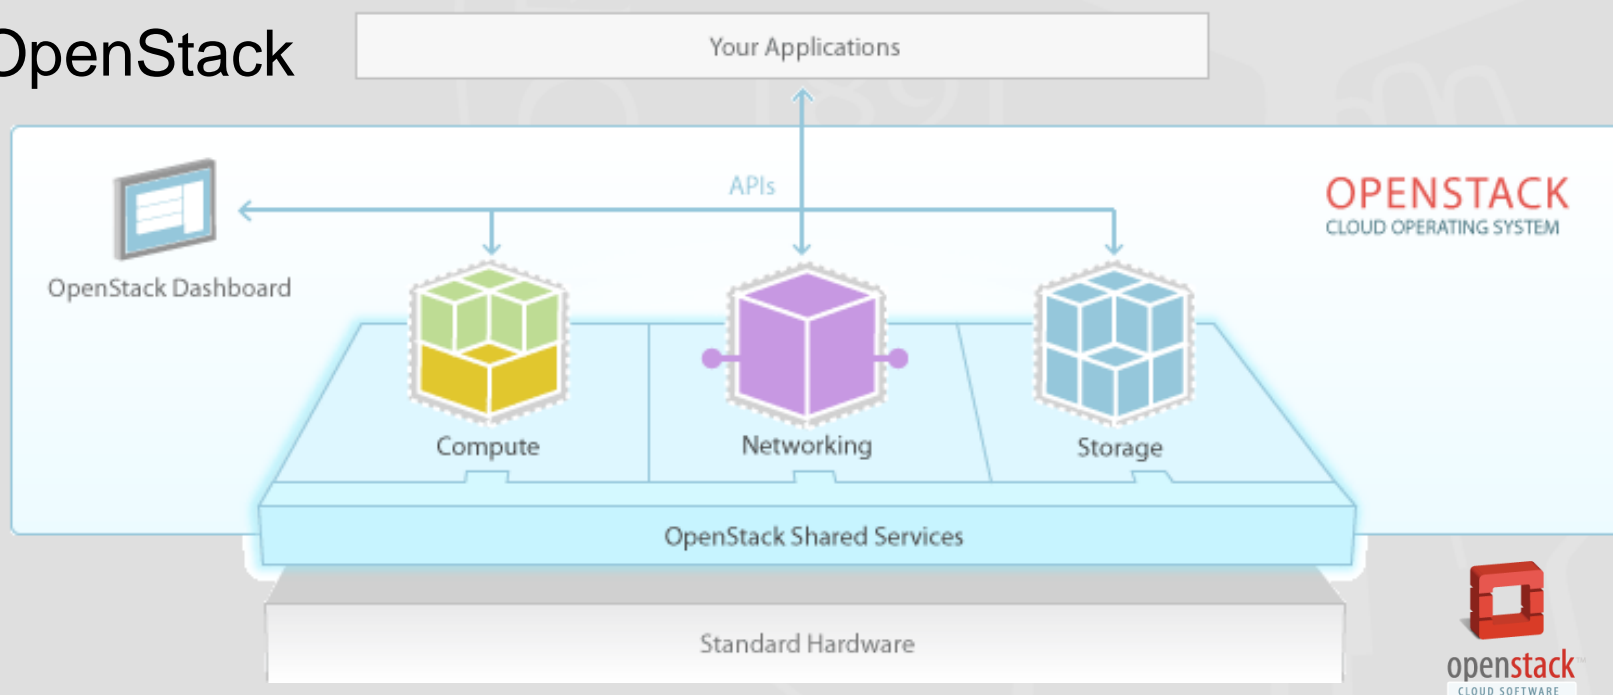 OpenStack
Your Applications
APIs
OPENSTACK
CLOUD OPERATING SYSTEM
OpenStack Dashboard
Compute
Networking
Storage
OpenStack Shared Services
Standard Hardware
openstack
CLOUD SOFTWARE